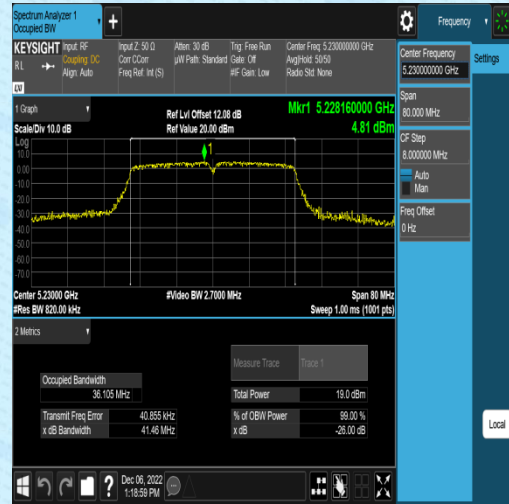 Spectrum Analyzer 1
Occupied BW
Frequency
KEYSIGHT
Input: RF
Input Z: 50 Ω
Atten: 30 dB
Trig: Free Run
Center Freq: 5.230000000 GHz
RL
Coupling: DC
Corr CCorr
µW Path: Standard
Gate: Off
Avg|Hold: 50/50
Align: Auto
Freq Ref: Int (S)
#IF Gain: Low
Radio Std: None
LXI
1 Graph
Ref Lvl Offset 12.08 dB
Mkr1 5.228160000 GHz
Scale/Div 10.0 dB
Ref Value 20.00 dBm
4.81 dBm
Log
10.0
0.00
-10.0
-20.0
-30.0
-40.0
-50.0
-60.0
-70.0
1
Center 5.23000 GHz
#Video BW 2.7000 MHz
Span 80 MHz
#Res BW 820.00 kHz
Sweep 1.00 ms (1001 pts)
2 Metrics
Measure Trace
Trace 1
Occupied Bandwidth
36.105 MHz
Total Power
19.0 dBm
Transmit Freq Error
40.855 kHz
% of OBW Power
99.00 %
x dB Bandwidth
41.46 MHz
x dB
-26.00 dB
Dec 06, 2022
1:18:59 PM
Center Frequency
5.230000000 GHz
Settings
Span
80.000 MHz
CF Step
8.000000 MHz
Auto
Man
Freq Offset
0 Hz
Local